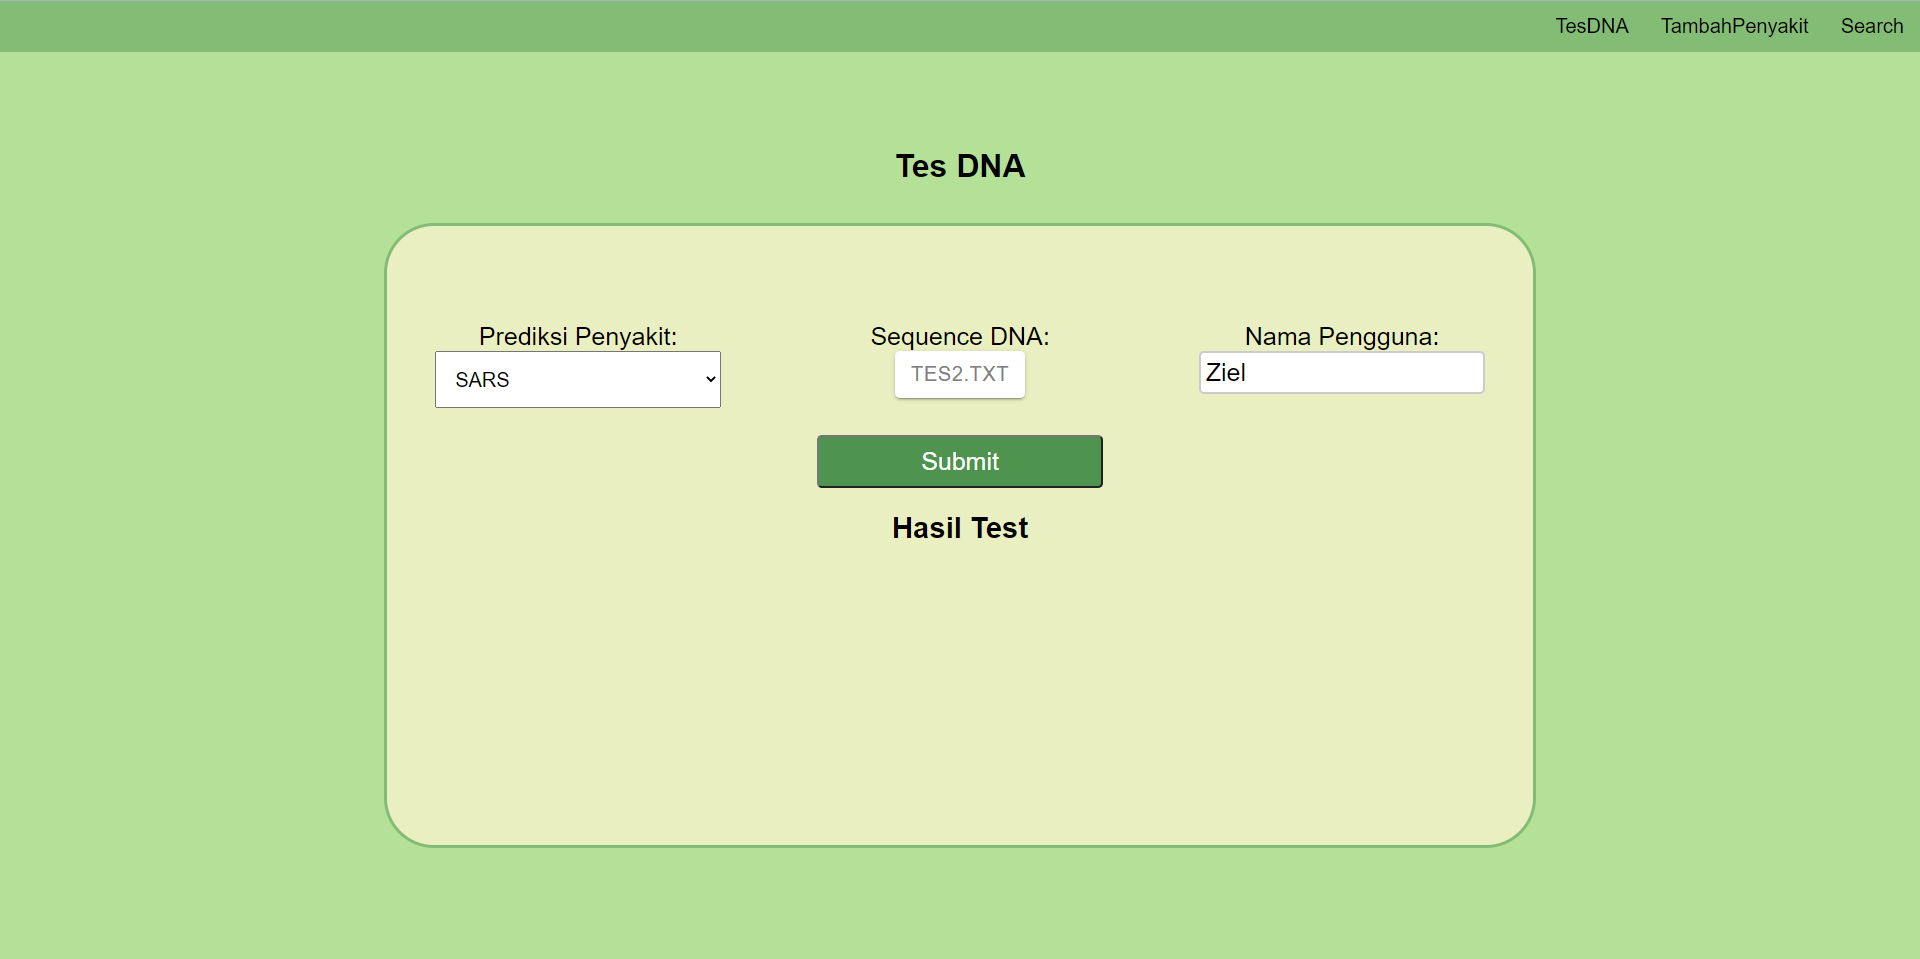 TesDNA TambahPenyakit Search
Tes DNA
Prediksi Penyakit: Sequence DNA: Nama Pengguna:
SARS TES2.TXT Ziel
Submit
Hasil Test